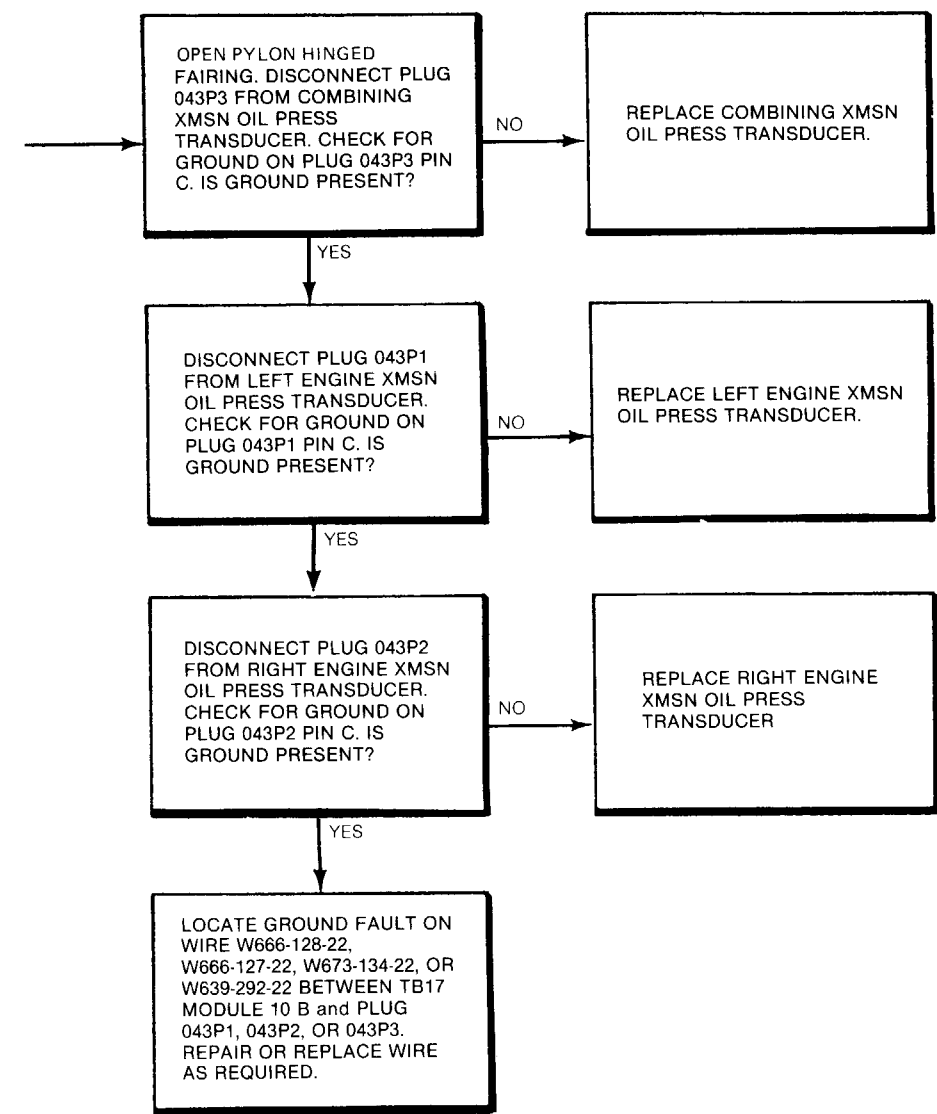 OPEN PYLON HINGED
FAIRING. DISCONNECT PLUG
043P3 FROM COMBINING
XMSN OIL PRESS
TRANSDUCER. CHECK FOR
GROUND ON PLUG 043P3 PIN
C. IS GROUND PRESENT?
NO
REPLACE COMBINING XMSN
OIL PRESS TRANSDUCER.
YES
DISCONNECT PLUG 043P1
FROM LEFT ENGINE XMSN
OIL PRESS TRANSDUCER.
CHECK FOR GROUND ON
PLUG 043P1 PIN C. IS
GROUND PRESENT?
NO
REPLACE LEFT ENGINE XMSN
OIL PRESS TRANSDUCER.
YES
DISCONNECT PLUG 043P2
FROM RIGHT ENGINE XMSN
OIL PRESS TRANSDUCER.
CHECK FOR GROUND ON
PLUG 043P2 PIN C. IS
GROUND PRESENT?
NO
REPLACE RIGHT ENGINE
XMSN OIL PRESS
TRANSDUCER
YES
LOCATE GROUND FAULT ON
WIRE W666-128-22,
W666-127-22, W673-134-22, OR
W639-292-22 BETWEEN TB17
MODULE 10 B and PLUG
043P1, 043P2, OR 043P3.
REPAIR OR REPLACE WIRE
AS REQUIRED.